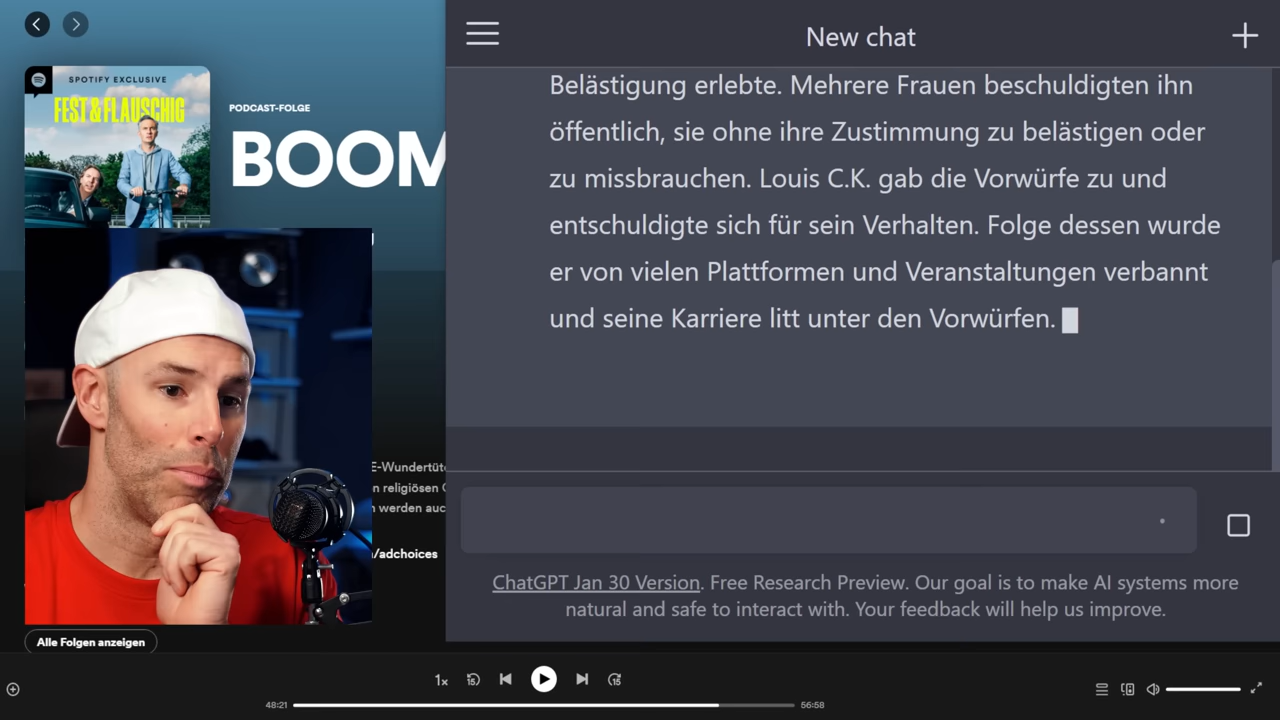 SPOTIFY EXCLUSIVE
FEST & FLAUSCHIG
PODCAST-FOLGE
BOOM
E-Wundertüt
n religiösen
werden auc
/adchoices
Alle Folgen anzeigen
New chat
Belästigung erlebte. Mehrere Frauen beschuldigten ihn
öffentlich, sie ohne ihre Zustimmung zu belästigen oder
zu missbrauchen. Louis C.K. gab die Vorwürfe zu und
entschuldigte sich für sein Verhalten. Folge dessen wurde
er von vielen Plattformen und Veranstaltungen verbannt
und seine Karriere litt unter den Vorwürfen.
ChatGPT Jan 30 Version. Free Research Preview. Our goal is to make AI systems more
natural and safe to interact with. Your feedback will help us improve.
1x
15
15
48:21
56:58